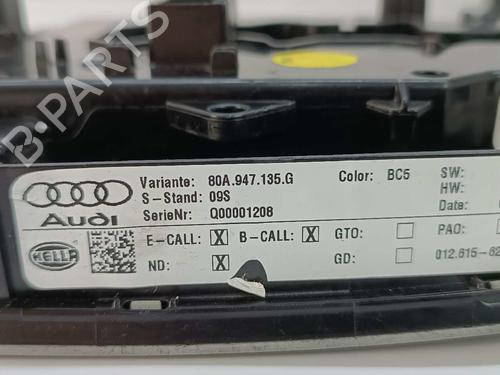 B-PARTS
Variante: 80A.947.135.G Color: BC5 SW:
S-Stand: 09S HW:
Audi SerieNr: Q00001208 Date:
HELLA E-CALL: X B-CALL: X GTO: PAO:
ND: X GD: 012.615-62